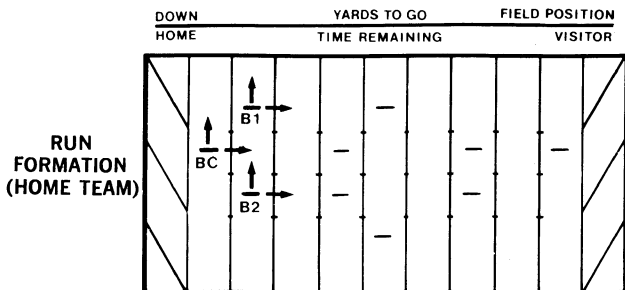 DOWN YARDS TO GO FIELD POSITION
HOME TIME REMAINING VISITOR
RUN
FORMATION
(HOME TEAM)
B1
BC
B2